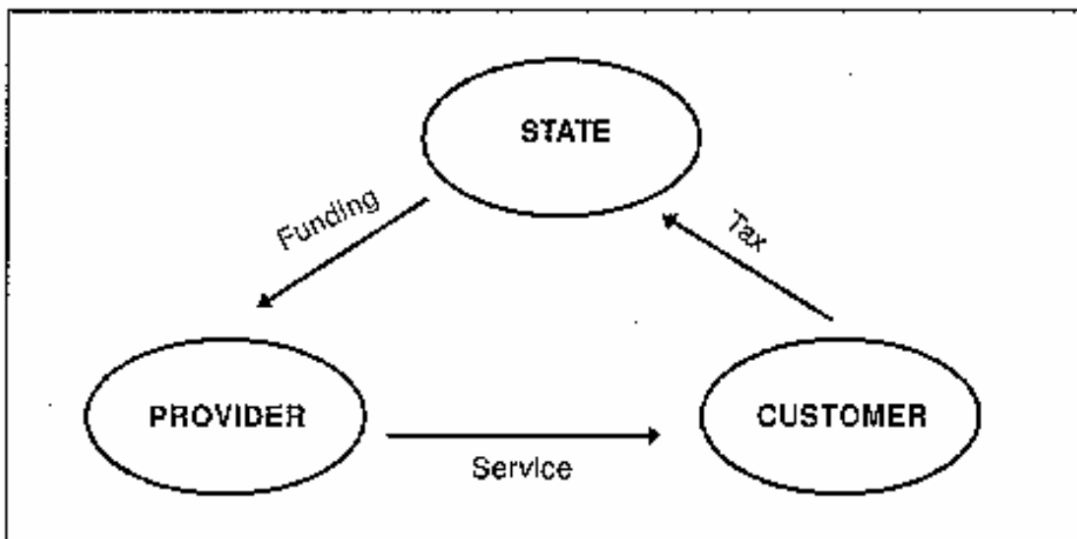 STATE
Funding
Tax
PROVIDER
CUSTOMER
Service